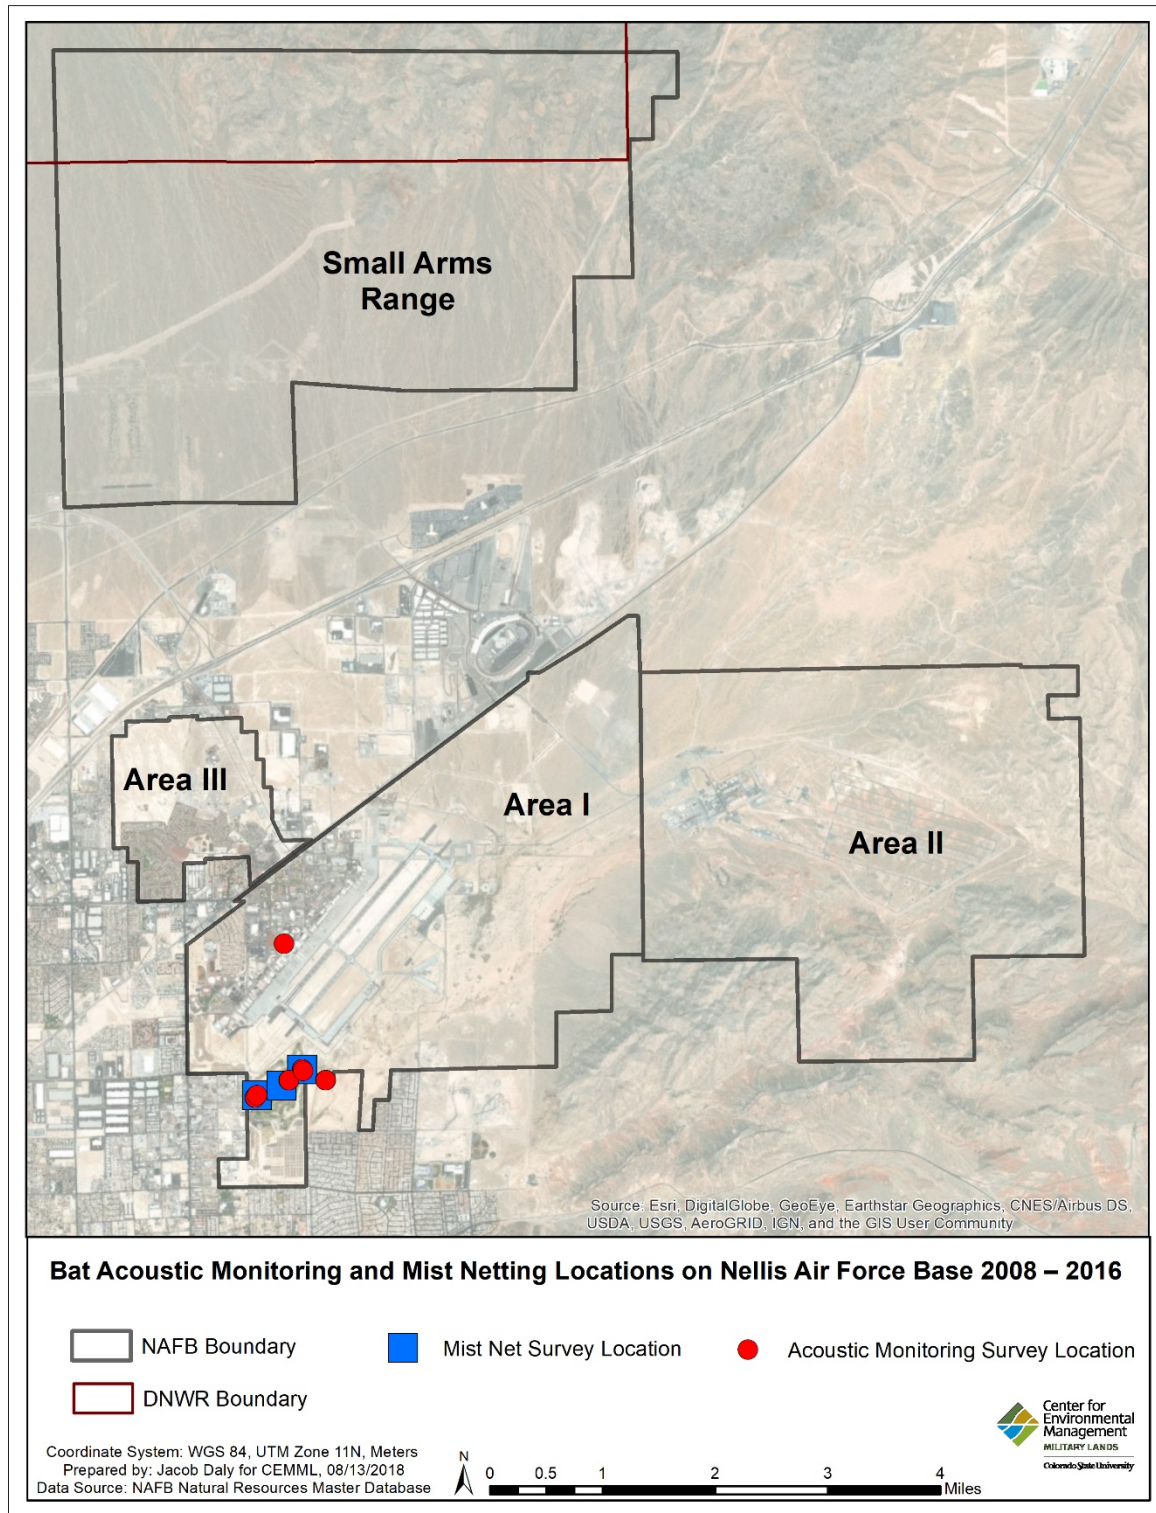 Small Arms
Range
Area III
Area I
Area II
Source: Esri, DigitalGlobe, GeoEye, Earthstar Geographics, CNES/Airbus DS,
USDA, USGS, AeroGRID, IGN, and the GIS User Community
Bat Acoustic Monitoring and Mist Netting Locations on Nellis Air Force Base 2008 – 2016
NAFB Boundary
Mist Net Survey Location
Acoustic Monitoring Survey Location
DNWR Boundary
Coordinate System: WGS 84, UTM Zone 11N, Meters
Prepared by: Jacob Daly for CEMML, 08/13/2018
Data Source: NAFB Natural Resources Master Database
N
0 0.5 1 2 3 4
Miles
Center for
Environmental
Management
MILITARY LANDS
Colorado State University